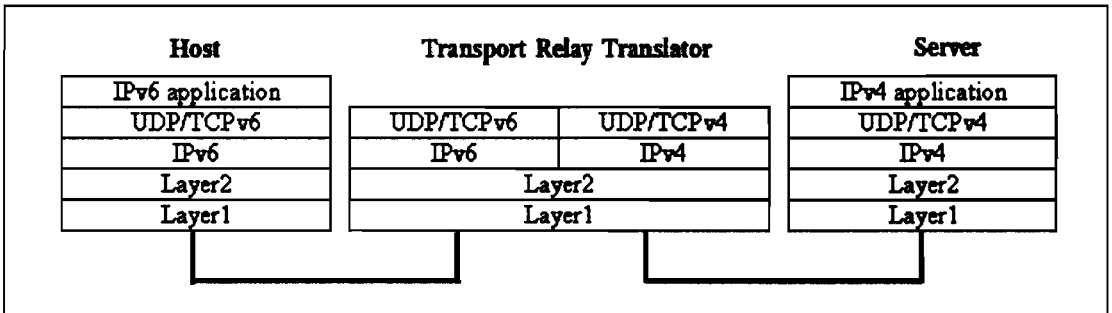 Host Transport Relay Translator Server
IPv6 application IPv4 application
UDP/TCPv6 UDP/TCPv6 UDP/TCPv4 UDP/TCPv4
IPv6 IPv6 IPv4 IPv4
Layer2 Layer2 Layer2
Layer1 Layer1 Layer1